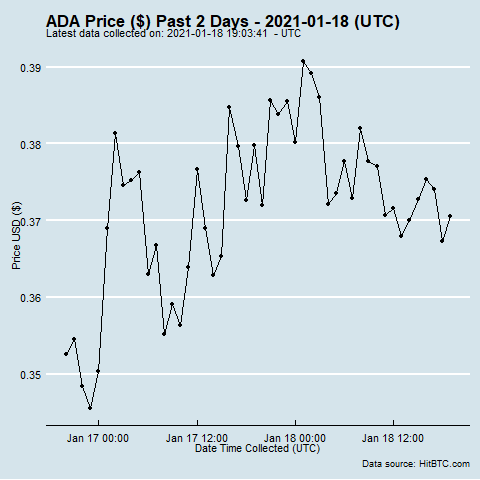 ADA Price ($) Past 2 Days - 2021-01-18 (UTC)
Latest data collected on: 2021-01-18 19:03:41 - UTC
0.39
0.38
0.37
0.36
0.35
Price USD ($)
Jan 17 00:00 Jan 17 12:00 Jan 18 00:00 Jan 18 12:00
Date Time Collected (UTC)
Data source: HitBTC.com